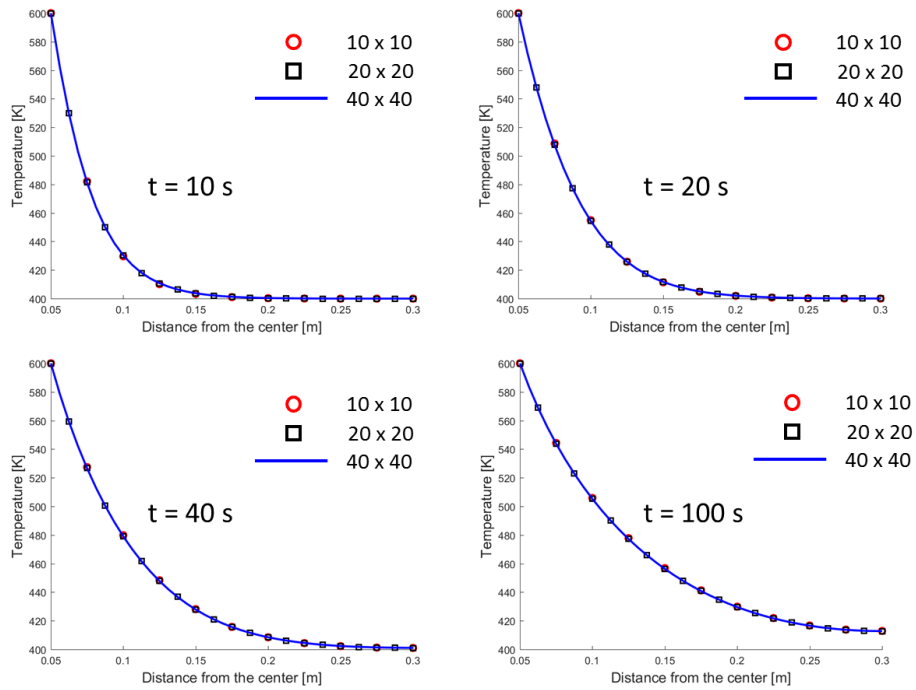 600
580
560
540
520
500
480
460
440
420
400
Temperature [K]
10 x 10
20 x 20
40 x 40
t = 10 s
0.05 0.1 0.15 0.2 0.25 0.3
Distance from the center [m]
600
580
560
540
520
500
480
460
440
420
400
Temperature [K]
10 x 10
20 x 20
40 x 40
t = 20 s
0.05 0.1 0.15 0.2 0.25 0.3
Distance from the center [m]
600
580
560
540
520
500
480
460
440
420
400
Temperature [K]
10 x 10
20 x 20
40 x 40
t = 40 s
0.05 0.1 0.15 0.2 0.25 0.3
Distance from the center [m]
600
580
560
540
520
500
480
460
440
420
400
Temperature [K]
10 x 10
20 x 20
40 x 40
t = 100 s
0.05 0.1 0.15 0.2 0.25 0.3
Distance from the center [m]